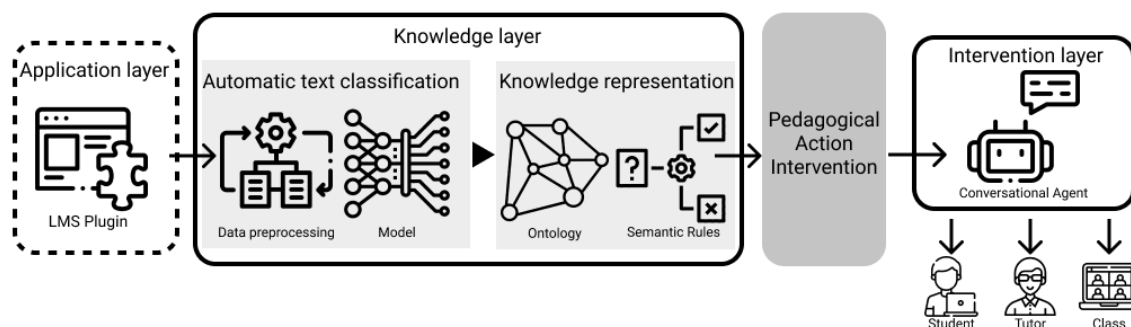 Application layer
LMS Plugin
Knowledge layer
Automatic text classification
Data preprocessing
Model
Knowledge representation
?
Ontology
Semantic Rules
Pedagogical
Action
Intervention
Intervention layer
Conversational Agent
Student
Tutor
Class